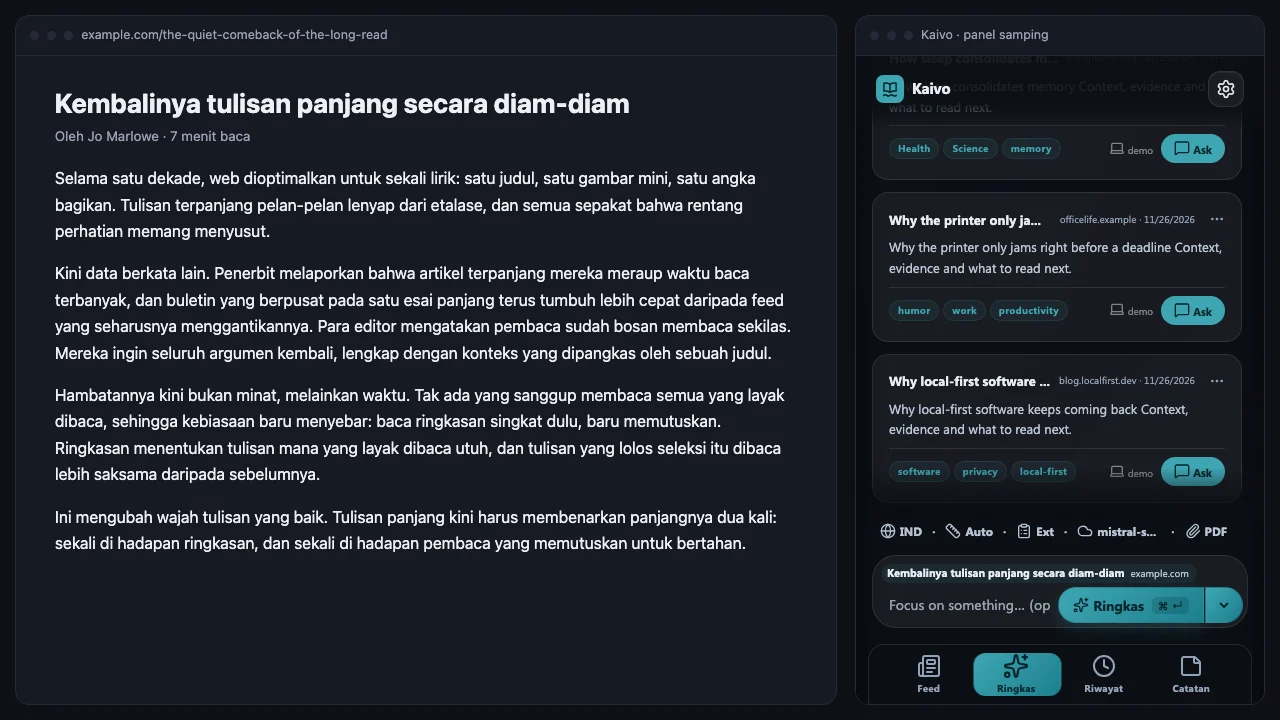 example.com/the-quiet-comeback-of-the-long-read
Kembalinya tulisan panjang secara diam-diam
Oleh Jo Marlowe · 7 menit baca
Selama satu dekade, web dioptimalkan untuk sekali lirik: satu judul, satu gambar mini, satu angka
bagikan. Tulisan terpanjang pelan-pelan lenyap dari etalase, dan semua sepakat bahwa rentang
perhatian memang menyusut.
Kini data berkata lain. Penerbit melaporkan bahwa artikel terpanjang mereka meraup waktu baca
terbanyak, dan buletin yang berpusat pada satu esai panjang terus tumbuh lebih cepat daripada feed
yang seharusnya menggantikannya. Para editor mengatakan pembaca sudah bosan membaca sekilas.
Mereka ingin seluruh argumen kembali, lengkap dengan konteks yang dipangkas oleh sebuah judul.
Hambatannya kini bukan minat, melainkan waktu. Tak ada yang sanggup membaca semua yang layak
dibaca, sehingga kebiasaan baru menyebar: baca ringkasan singkat dulu, baru memutuskan.
Ringkasan menentukan tulisan mana yang layak dibaca utuh, dan tulisan yang lolos seleksi itu dibaca
lebih saksama daripada sebelumnya.
Ini mengubah wajah tulisan yang baik. Tulisan panjang kini harus membenarkan panjangnya dua kali:
sekali di hadapan ringkasan, dan sekali di hadapan pembaca yang memutuskan untuk bertahan.
Kaivo · panel samping
How sleep consolidates m...
Kaivo
consolidates memory Context, evidence and
what to read next.
Health Science memory demo Ask
Why the printer only ja... officelife.example · 11/26/2026 ...
Why the printer only jams right before a deadline Context,
evidence and what to read next.
humor work productivity demo Ask
Why local-first software ... blog.localfirst.dev · 11/26/2026 ...
Why local-first software keeps coming back Context,
evidence and what to read next.
software privacy local-first demo Ask
IND · Auto · Ext · mistral-s... · PDF
Kembalinya tulisan panjang secara diam-diam example.com
Focus on something... (op Ringkas ⌘ ↵
Feed Ringkas Riwayat Catatan